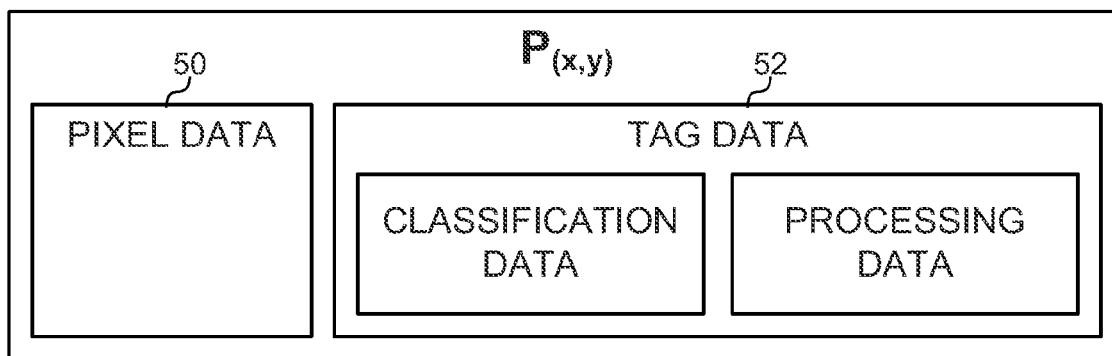 P(x,y)
50
52
PIXEL DATA
TAG DATA
CLASSIFICATION
DATA
PROCESSING
DATA